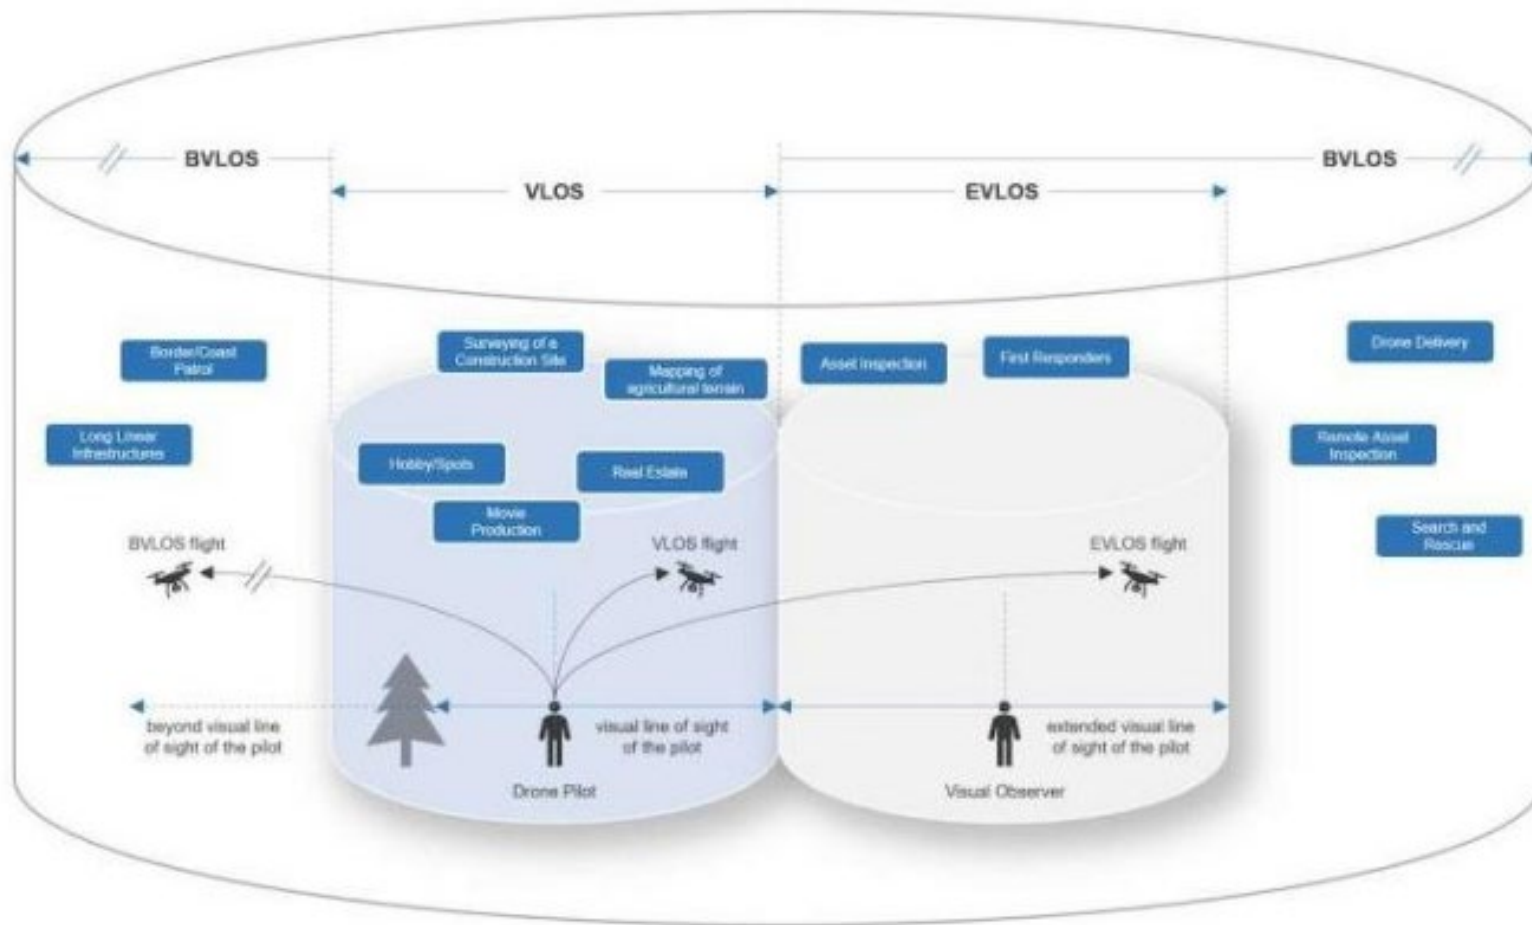 BVLOS
BVLOS
VLOS
EVLOS
Border/Coast
Patrol
Surveying of a
Construction Site
Mapping of
agricultural terrain
Asset Inspection
First Responders
Drone Delivery
Long Linear
Infrastructures
Hobby/Spots
Real Estate
Remote Asset
Inspection
Movie
Production
Search and
Rescue
BVLOS flight
VLOS flight
EVLOS flight
beyond visual line
of sight of the pilot
visual line of sight
of the pilot
extended visual line
of sight of the pilot
Drone Pilot
Visual Observer